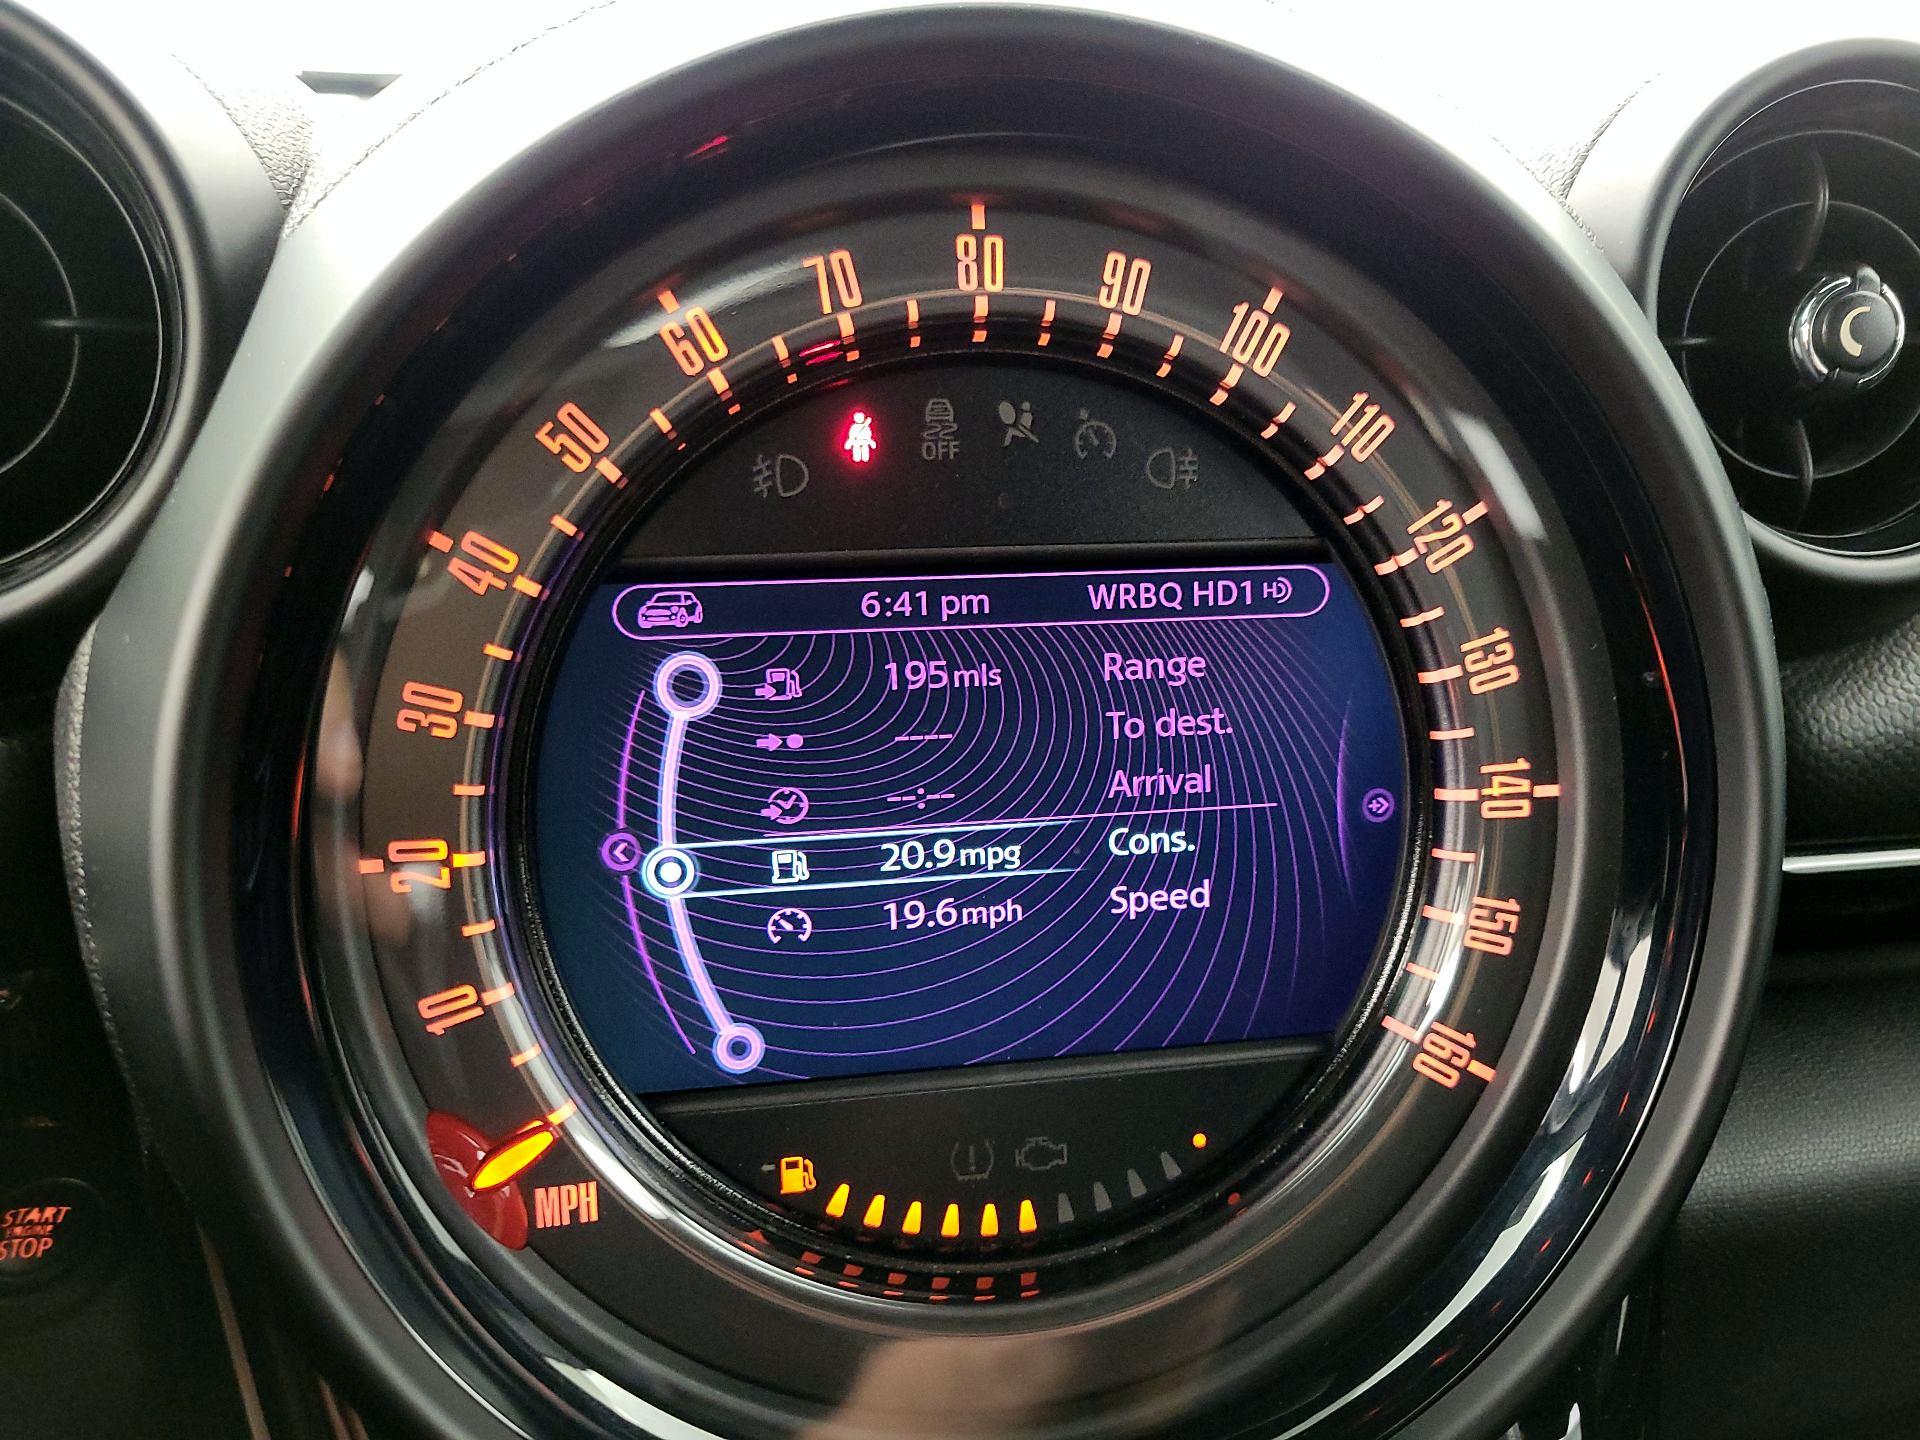 10
20
30
40
50
60
70
80
90
100
110
120
130
140
150
160
MPH
OFF
6:41 pm WRBQ HD1 HD
195 mls Range
---- To dest.
--:-- Arrival
20.9 mpg Cons.
19.6 mph Speed
START
ENGINE
STOP